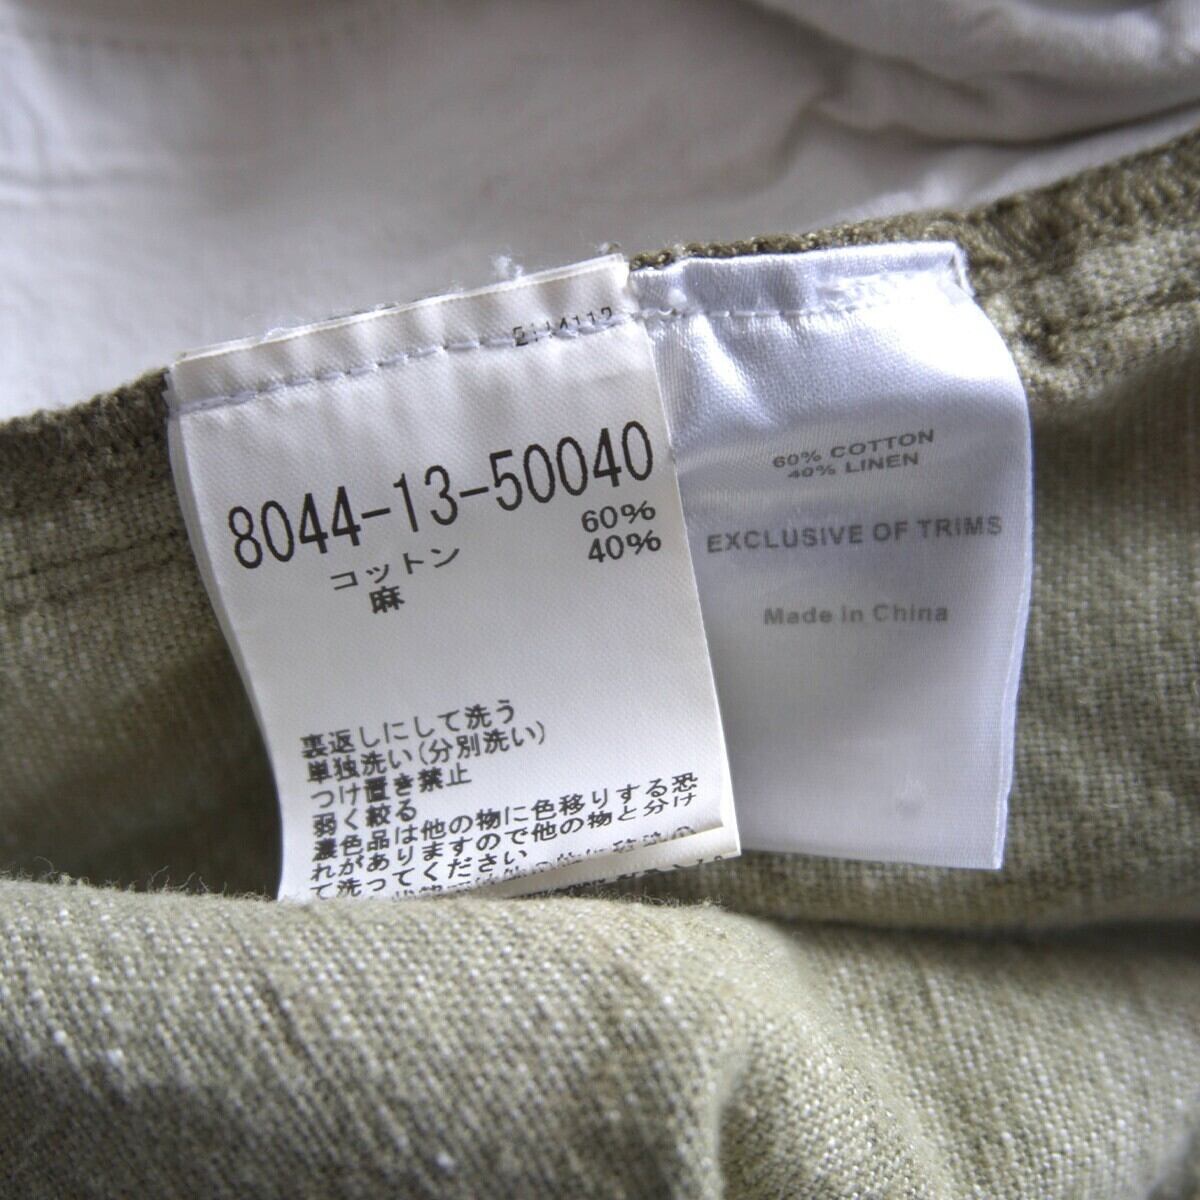 8044-13-50040
コットン 60%
麻 40%
裏返しにして洗う
単独洗い(分別洗い)
つけ置き禁止
弱く絞る
濃色品は他の物に色移りする恐
れがありますので他の物と分け
て洗ってください
60% COTTON
40% LINEN
EXCLUSIVE OF TRIMS
Made in China